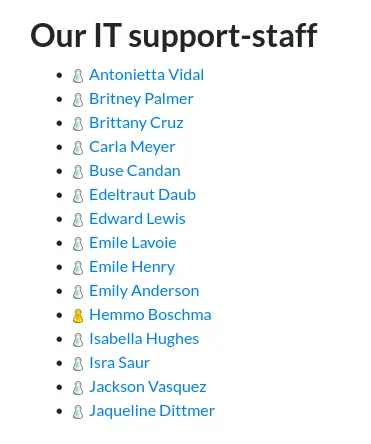 Our IT support-staff
Antonietta Vidal
Britney Palmer
Brittany Cruz
Carla Meyer
Buse Candan
Edeltraut Daub
Edward Lewis
Emile Lavoie
Emile Henry
Emily Anderson
Hemmo Boschma
Isabella Hughes
Isra Saur
Jackson Vasquez
Jaqueline Dittmer